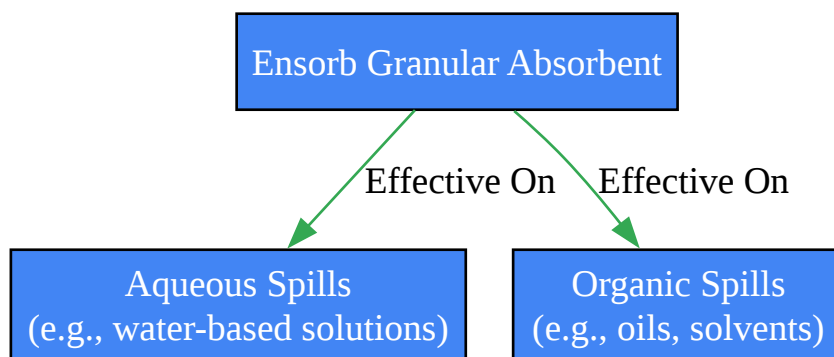 Ensorb Granular Absorbent
Effective On
Effective On
Aqueous Spills
(e.g., water-based solutions)
Organic Spills
(e.g., oils, solvents)